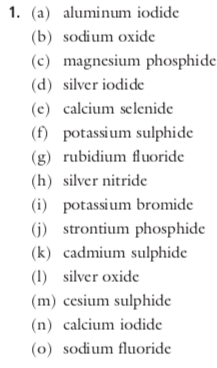 1. (a) aluminum iodide
(b) sodium oxide
(c) magnesium phosphide
(d) silver iodide
(e) calcium selenide
(f) potassium sulphide
(g) rubidium fluoride
(h) silver nitride
(i) potassium bromide
(j) strontium phosphide
(k) cadmium sulphide
(l) silver oxide
(m) cesium sulphide
(n) calcium iodide
(o) sodium fluoride